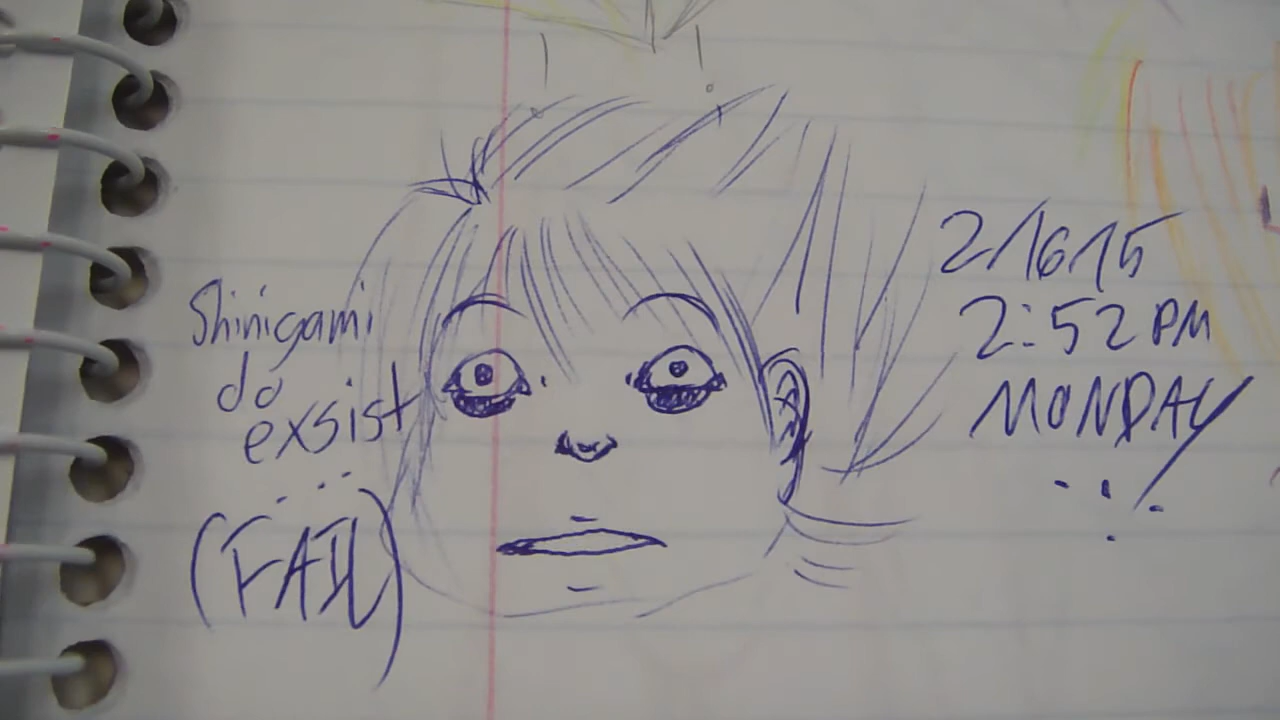 Shinigami
do
exsist
...
(FAIL)
2/16/15
2:52 PM
MONDAY
...